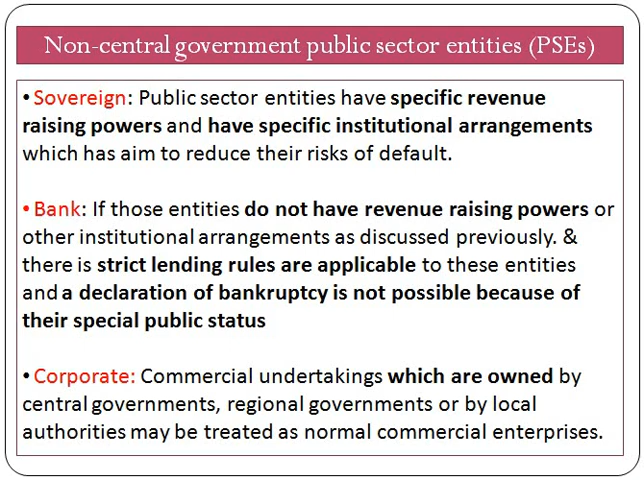 Non-central government public sector entities (PSEs)
• Sovereign: Public sector entities have specific revenue
raising powers and have specific institutional arrangements
which has aim to reduce their risks of default.
• Bank: If those entities do not have revenue raising powers or
other institutional arrangements as discussed previously. &
there is strict lending rules are applicable to these entities
and a declaration of bankruptcy is not possible because of
their special public status
• Corporate: Commercial undertakings which are owned by
central governments, regional governments or by local
authorities may be treated as normal commercial enterprises.